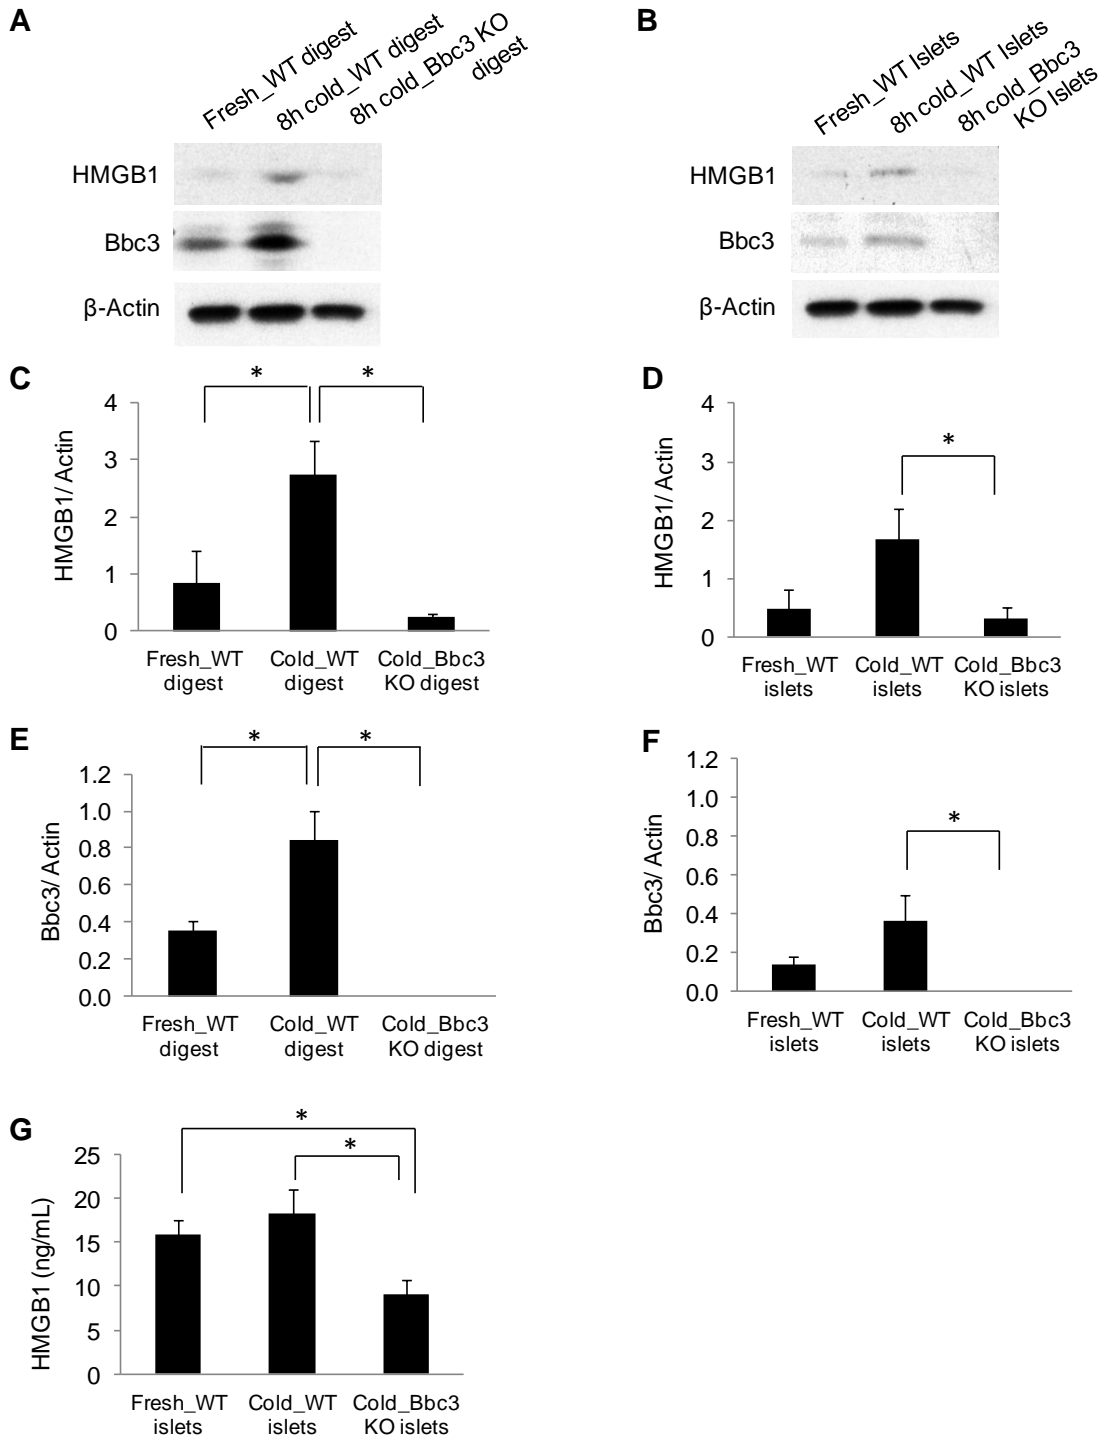 A
Fresh_WT digest
8h cold_WT digest
8h cold_Bbc3 KO
digest
HMGB1
Bbc3
β-Actin
B
Fresh_WT Islets
8h cold_WT Islets
8h cold_Bbc3
KO Islets
HMGB1
Bbc3
β-Actin
C
HMGB1/ Actin
4
3
2
1
0
*
*
Fresh_WT
digest
Cold_WT
digest
Cold_Bbc3
KO digest
D
HMGB1/ Actin
4
3
2
1
0
*
Fresh_WT
islets
Cold_WT
islets
Cold_Bbc3
KO islets
E
Bbc3/ Actin
1.2
1.0
0.8
0.6
0.4
0.2
0.0
*
*
Fresh_WT
digest
Cold_WT
digest
Cold_Bbc3
KO digest
F
Bbc3/ Actin
1.2
1.0
0.8
0.6
0.4
0.2
0.0
*
Fresh_WT
islets
Cold_WT
islets
Cold_Bbc3
KO islets
G
HMGB1 (ng/mL)
25
20
15
10
5
0
*
*
Fresh_WT
islets
Cold_WT
islets
Cold_Bbc3
KO islets